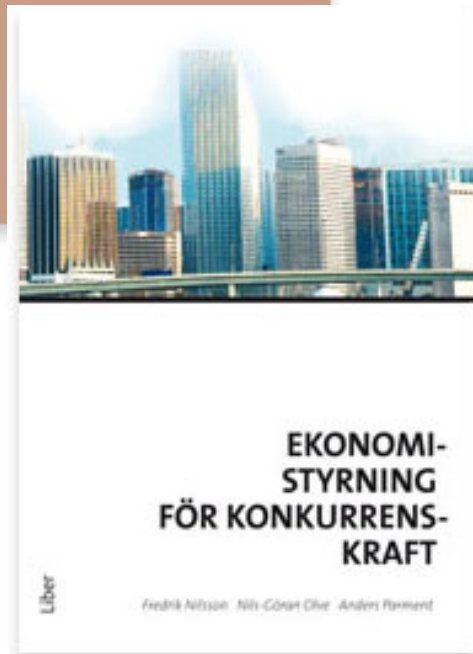 EKONOMI-
STYRNING
FÖR KONKURRENS-
KRAFT
Fredrik Nilsson Nils-Göran Olve Anders Parment
Liber